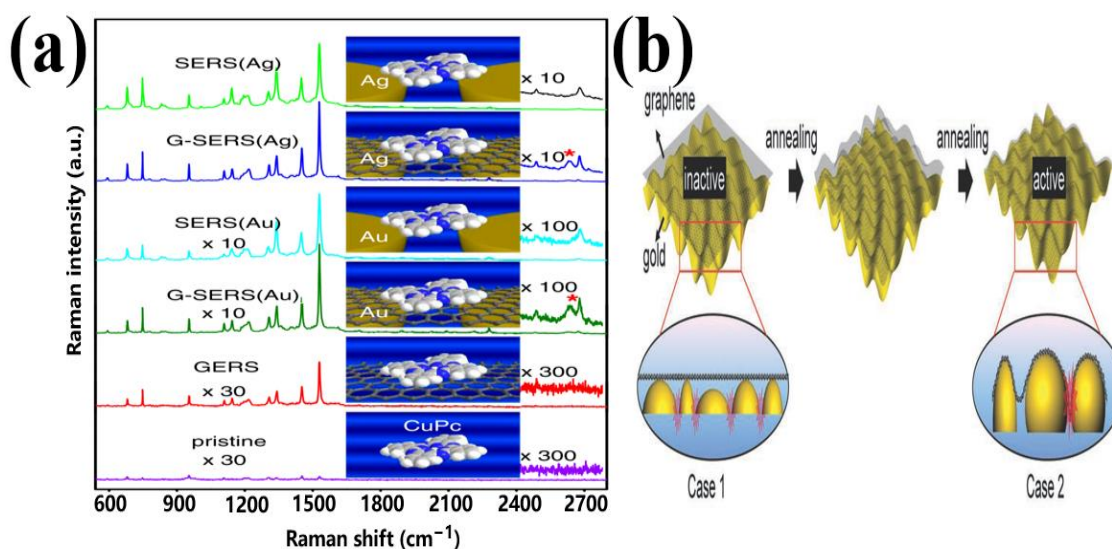 (a)
Raman intensity (a.u.)
SERS(Ag)
Ag
x 10
G-SERS(Ag)
Ag
x 10
*
SERS(Au)
x 10
Au
x 100
G-SERS(Au)
x 10
Au
x 100
*
GERS
x 30
x 300
pristine
x 30
CuPc
x 300
600 900 1200 1500 1800 2100 2400 2700
Raman shift (cm⁻¹)
(b)
graphene
gold
inactive
annealing
annealing
active
Case 1
Case 2